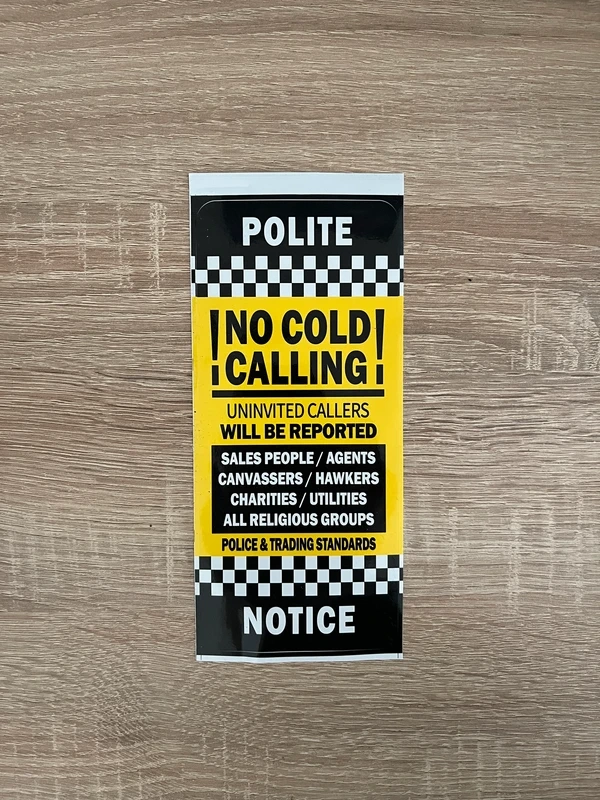 POLITE
! NO COLD !
CALLING
UNINVITED CALLERS
WILL BE REPORTED
SALES PEOPLE / AGENTS
CANVASSERS / HAWKERS
CHARITIES / UTILITIES
ALL RELIGIOUS GROUPS
POLICE & TRADING STANDARDS
NOTICE